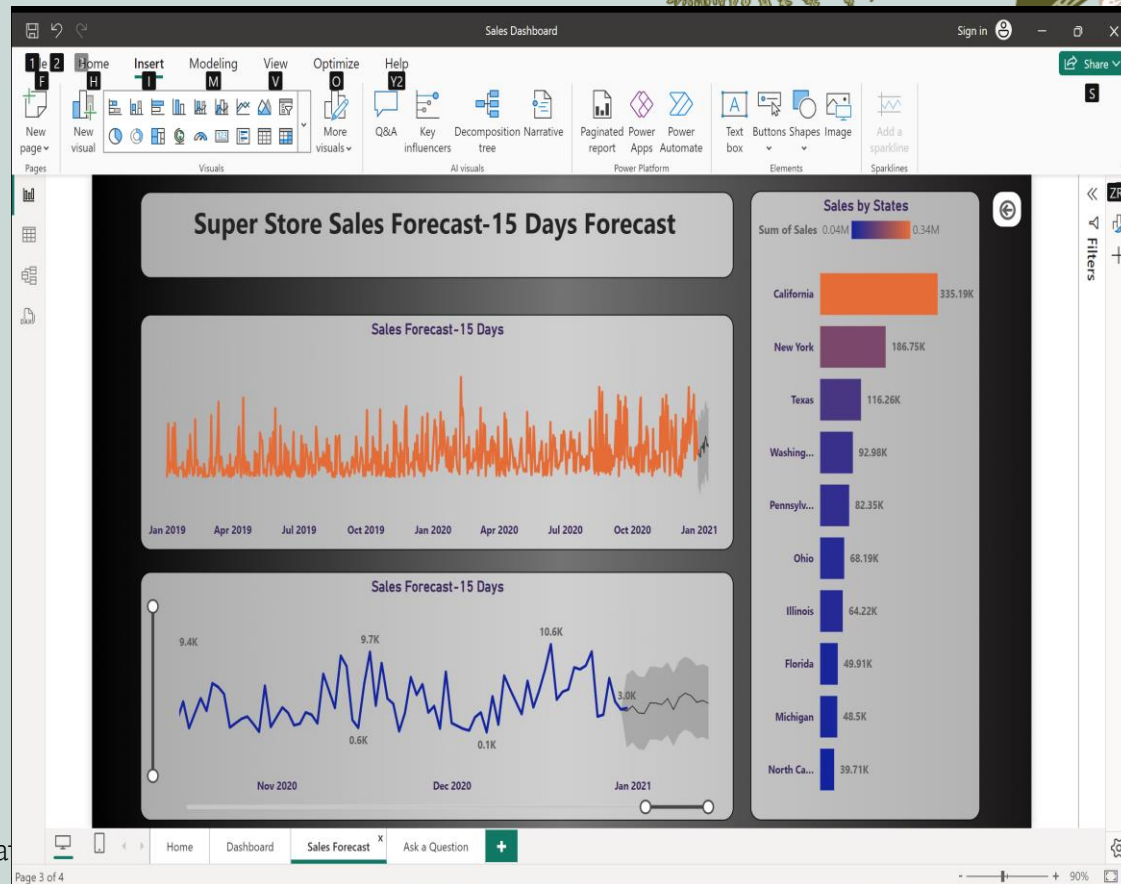 Sales Dashboard
Sign in
File Home Insert Modeling View Optimize Help
Share
1 2 F H I M V O Y2 S
New page
New visual
More visuals
Q&A
Key influencers
Decomposition tree
Narrative
Paginated report
Power Apps
Power Automate
Text box
Buttons
Shapes
Image
Add a sparkline
Pages
Visuals
AI visuals
Power Platform
Elements
Sparklines
DAX
Super Store Sales Forecast-15 Days Forecast
Sales Forecast-15 Days
Jan 2019 Apr 2019 Jul 2019 Oct 2019 Jan 2020 Apr 2020 Jul 2020 Oct 2020 Jan 2021
Sales Forecast-15 Days
9.4K
9.7K
10.6K
3.0K
0.6K
0.1K
Nov 2020 Dec 2020 Jan 2021
Sales by States
Sum of Sales 0.04M 0.34M
California 335.19K
New York 186.75K
Texas 116.26K
Washing... 92.98K
Pennsylv... 82.35K
Ohio 68.19K
Illinois 64.22K
Florida 49.91K
Michigan 48.5K
North Ca... 39.71K
Filters
Home Dashboard Sales Forecast x Ask a Question +
Page 3 of 4
- + 90%